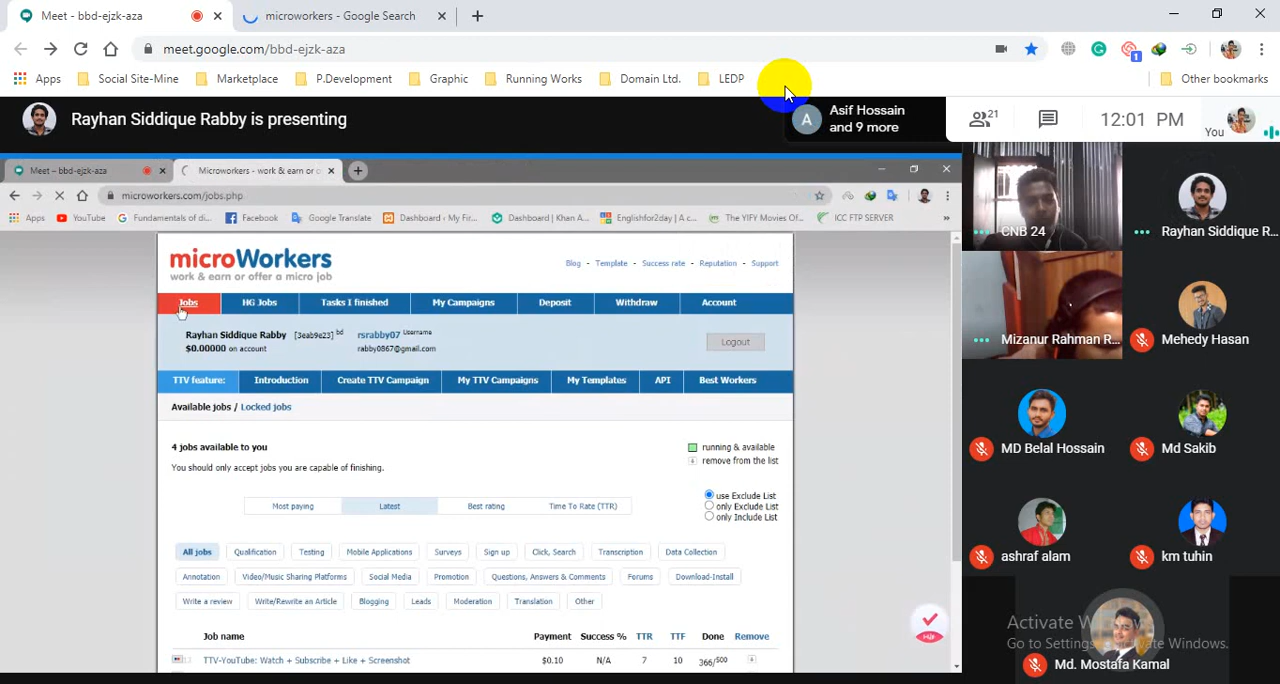 Meet - bbd-ejzk-aza
microworkers - Google Search
meet.google.com/bbd-ejzk-aza
1
Apps Social Site-Mine Marketplace P.Development Graphic Running Works Domain Ltd. LEDP Other bookmarks
Rayhan Siddique Rabby is presenting
A
Asif Hossain
and 9 more
21
12:01 PM
You
Meet – bbd-ejzk-aza
Microworkers - work & earn or o
microworkers.com/jobs.php
Apps YouTube Fundamentals of di... Facebook Google Translate Dashboard ‹ My Fir... Dashboard | Khan A... Englishfor2day | A c... The YIFY Movies Of... ICC FTP SERVER »
microWorkers
work & earn or offer a micro job
Blog - Template - Success rate - Reputation - Support
Jobs HG Jobs Tasks I finished My Campaigns Deposit Withdraw Account
Rayhan Siddique Rabby [3eab9e23] bd rsrabby07 Username
$0.00000 on account rabby0867@gmail.com
Logout
TTV feature: Introduction Create TTV Campaign My TTV Campaigns My Templates API Best Workers
Available jobs / Locked jobs
4 jobs available to you
running & available
remove from the list
You should only accept jobs you are capable of finishing.
Most paying Latest Best rating Time To Rate (TTR)
use Exclude List
only Exclude List
only Include List
All jobs Qualification Testing Mobile Applications Surveys Sign up Click, Search Transcription Data Collection
Annotation Video/Music Sharing Platforms Social Media Promotion Questions, Answers & Comments Forums Download-Install
Write a review Write/Rewrite an Article Blogging Leads Moderation Translation Other
Job name Payment Success % TTR TTF Done Remove
TTV-YouTube: Watch + Subscribe + Like + Screenshot $0.10 N/A 7 10 366/500
CNB 24
Rayhan Siddique R...
Mizanur Rahman R...
Mehedy Hasan
MD Belal Hossain
Md Sakib
ashraf alam
km tuhin
Md. Mostafa Kamal
Activate Windows
Go to Settings to activate Windows.